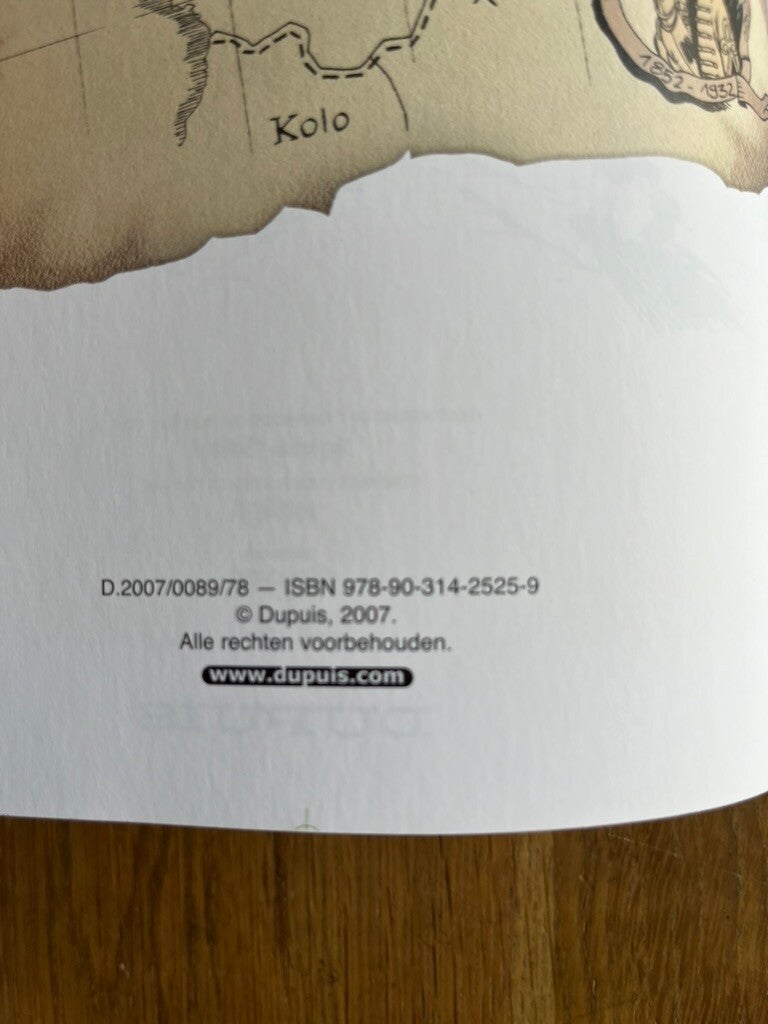 Kolo
1852 - 1932
D.2007/0089/78 — ISBN 978-90-314-2525-9
© Dupuis, 2007.
Alle rechten voorbehouden.
www.dupuis.com